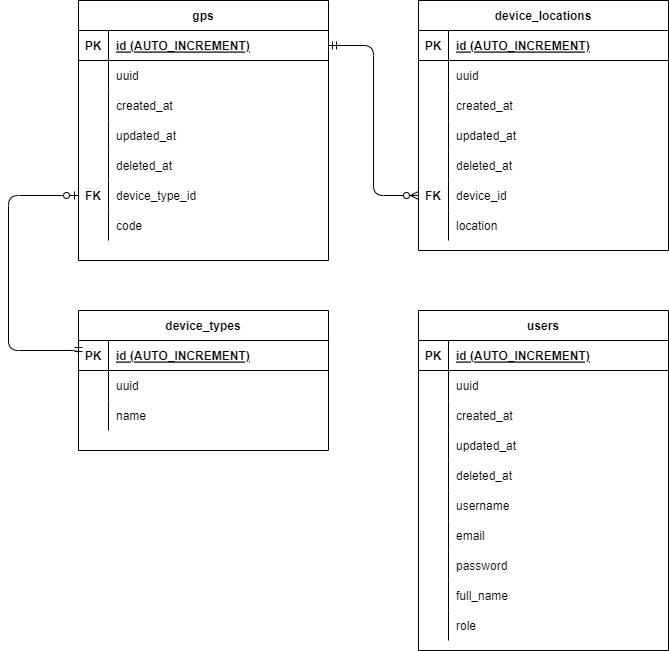 gps
PK id (AUTO_INCREMENT)
uuid
created_at
updated_at
deleted_at
FK device_type_id
code
device_locations
PK id (AUTO_INCREMENT)
uuid
created_at
updated_at
deleted_at
FK device_id
location
device_types
PK id (AUTO_INCREMENT)
uuid
name
users
PK id (AUTO_INCREMENT)
uuid
created_at
updated_at
deleted_at
username
email
password
full_name
role